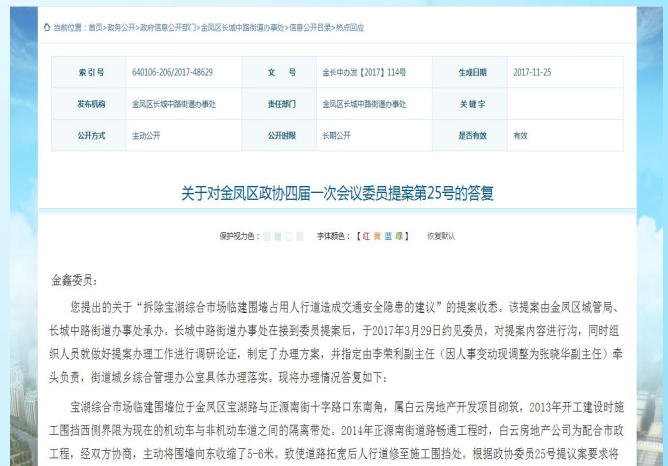 当前位置：首页>政务公开>政府信息公开部门>金凤区长城中路街道办事处>信息公开目录>热点回应
索引号 640106-206/2017-48629 文 号 金长中办发【2017】114号 生成日期 2017-11-25
发布机构 金凤区长城中路街道办事处 责任部门 金凤区长城中路街道办事处 关键字
公开方式 主动公开 公开时限 长期公开 是否有效 有效
关于对金凤区政协四届一次会议委员提案第25号的答复
保护视力色： 字体颜色：【红 黄 蓝 绿】 恢复默认
金鑫委员：
您提出的关于“拆除宝湖综合市场临建围墙占用人行道造成交通安全隐患的建议”的提案收悉。该提案由金凤区城管局、
长城中路街道办事处承办。长城中路街道办事处在接到委员提案后，于2017年3月29日约见委员，对提案内容进行沟，同时组
织人员就做好提案办理工作进行调研论证，制定了办理方案，并指定由李荣利副主任（因人事变动现调整为张晓华副主任）牵
头负责，街道城乡综合管理办公室具体办理落实。现将办理情况答复如下：
宝湖综合市场临建围墙位于金凤区宝湖路与正源南街十字路口东南角，属白云房地产开发项目砌筑，2013年开工建设时施
工围挡西侧界限为现在的机动车与非机动车道之间的隔离带处。2014年正源南街道路畅通工程时，白云房地产公司为配合市政
工程，经双方协商，主动将围墙向东收缩了5-6米。致使道路拓宽后人行道修至施工围挡处。根据政协委员25号提议案要求将